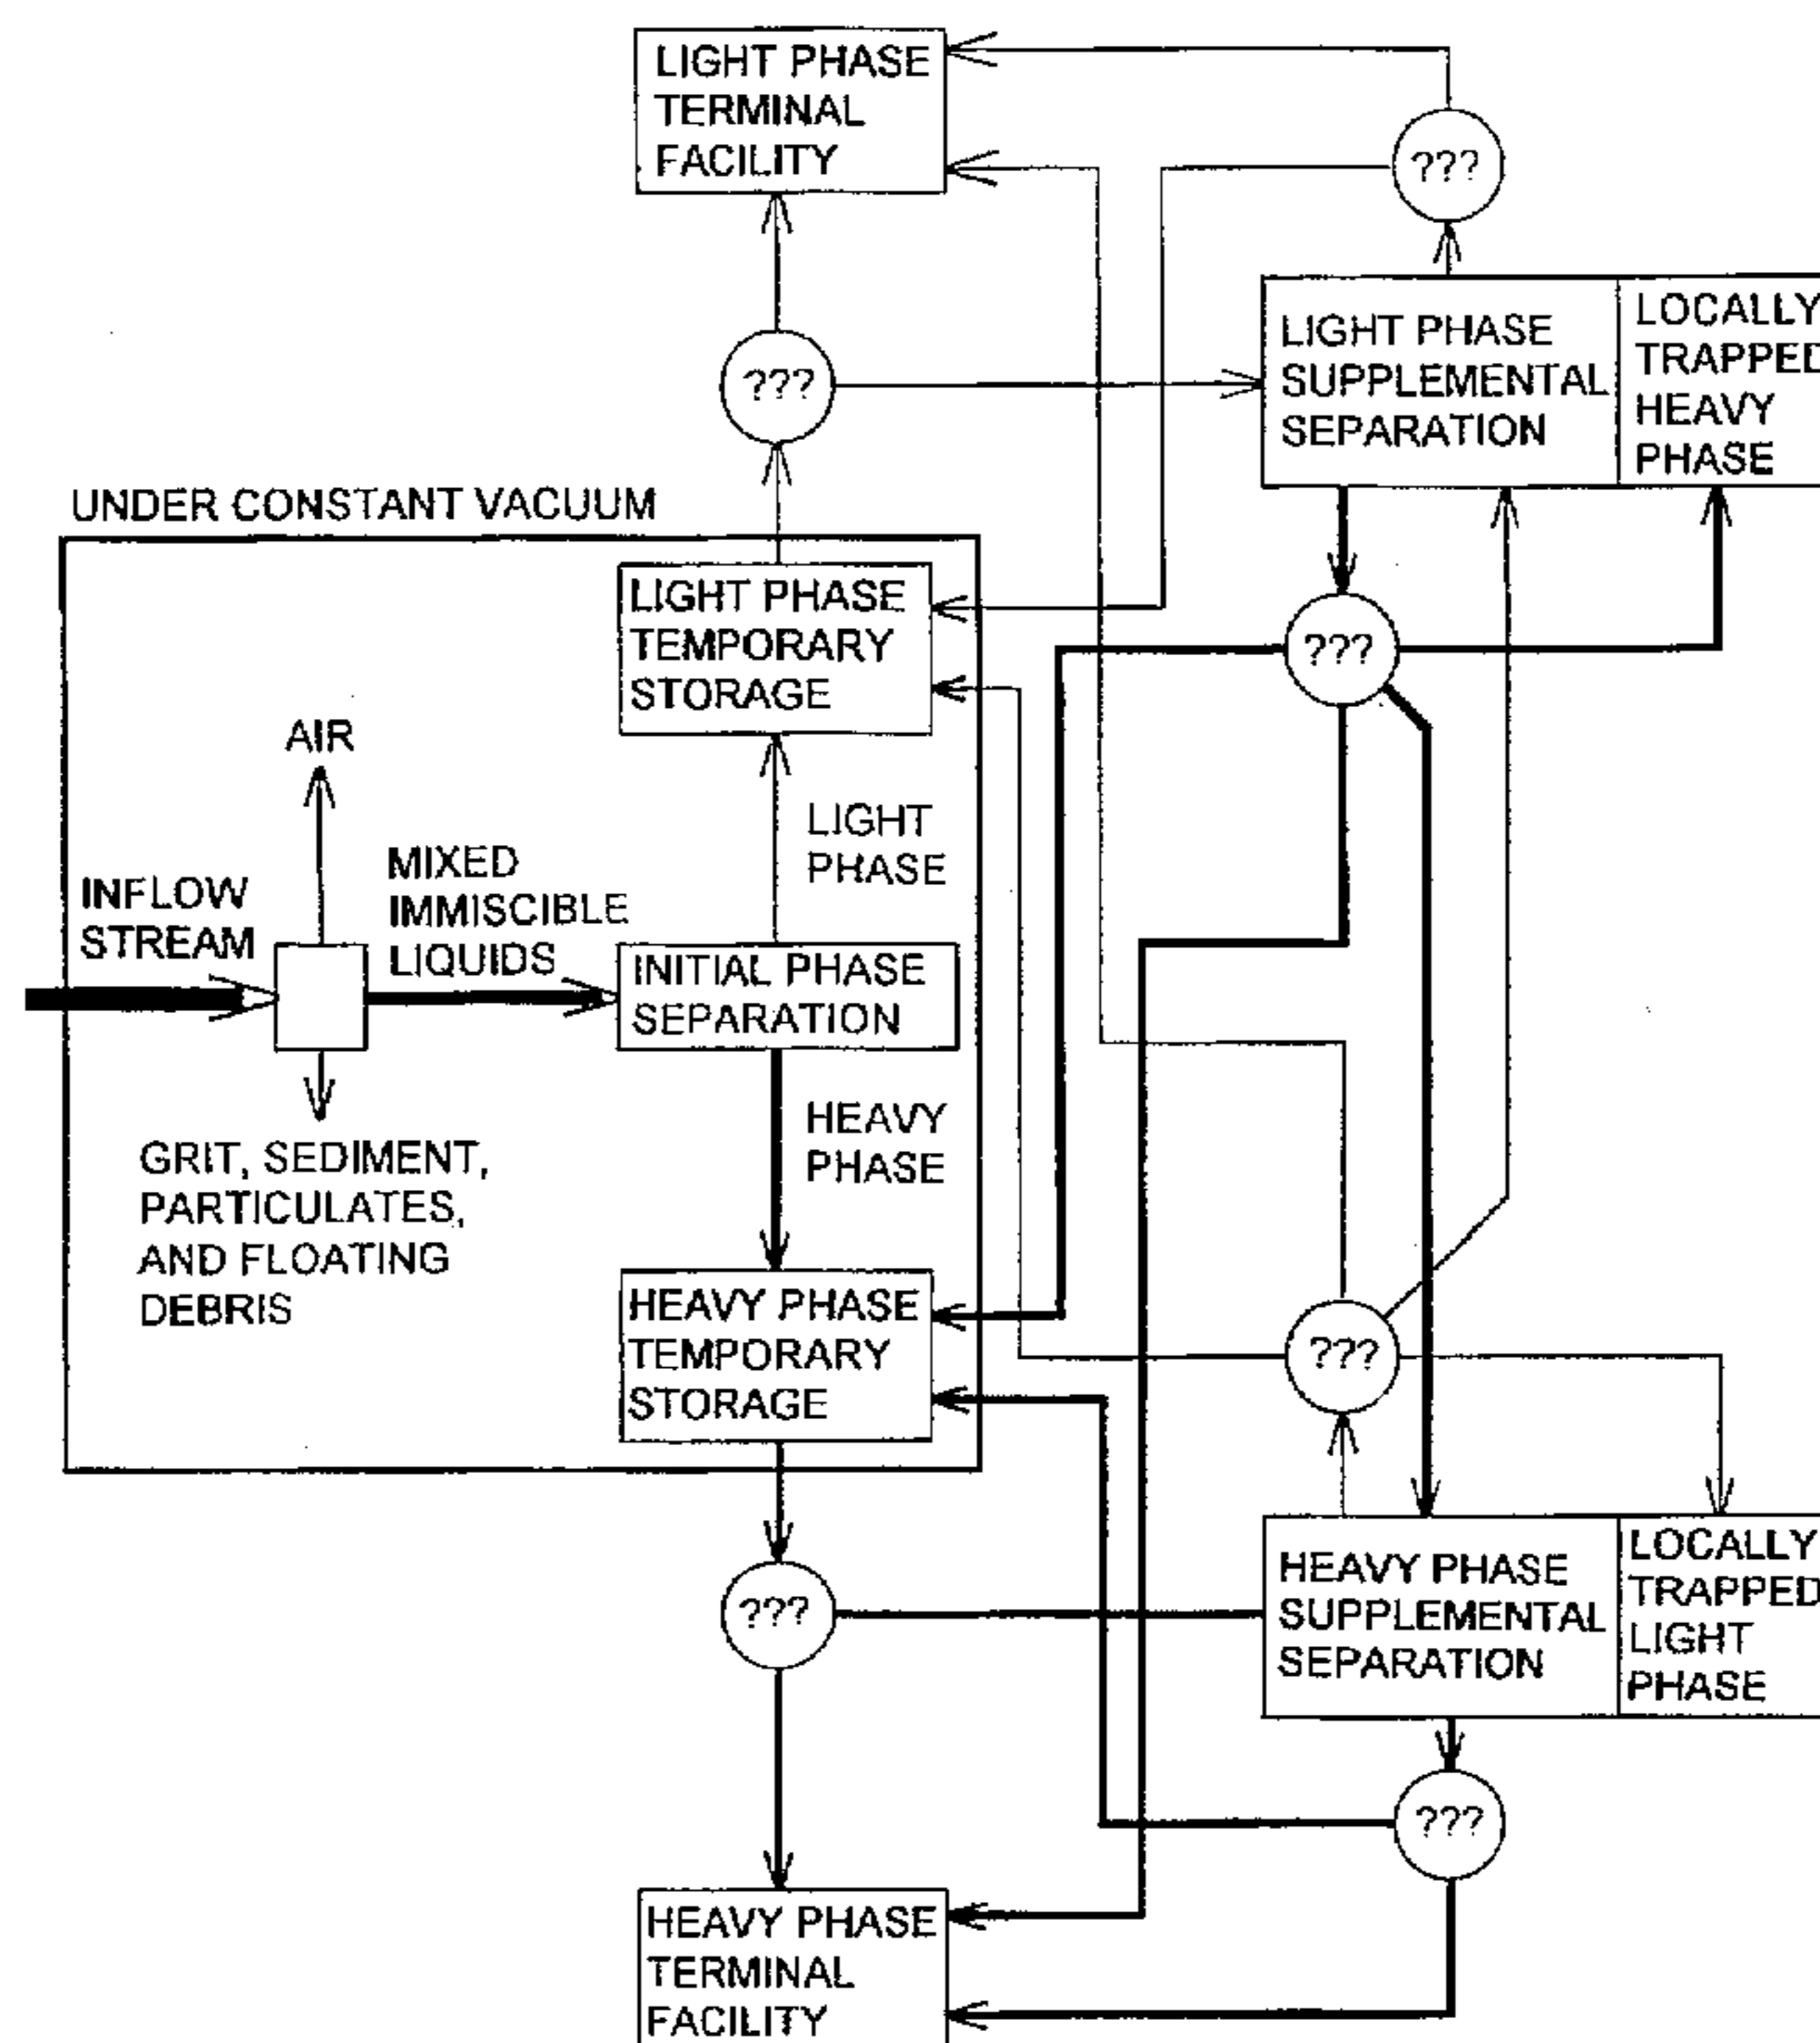 LIGHT PHASE
TERMINAL
FACILITY
???
LIGHT PHASE
SUPPLEMENTAL
SEPARATION
LOCALLY
TRAPPED
HEAVY
PHASE
???
UNDER CONSTANT VACUUM
LIGHT PHASE
TEMPORARY
STORAGE
???
AIR
LIGHT
PHASE
MIXED
IMMISCIBLE
LIQUIDS
INFLOW
STREAM
INITIAL PHASE
SEPARATION
HEAVY
PHASE
GRIT, SEDIMENT,
PARTICULATES,
AND FLOATING
DEBRIS
HEAVY PHASE
TEMPORARY
STORAGE
???
???
HEAVY PHASE
SUPPLEMENTAL
SEPARATION
LOCALLY
TRAPPED
LIGHT
PHASE
???
HEAVY PHASE
TERMINAL
FACILITY